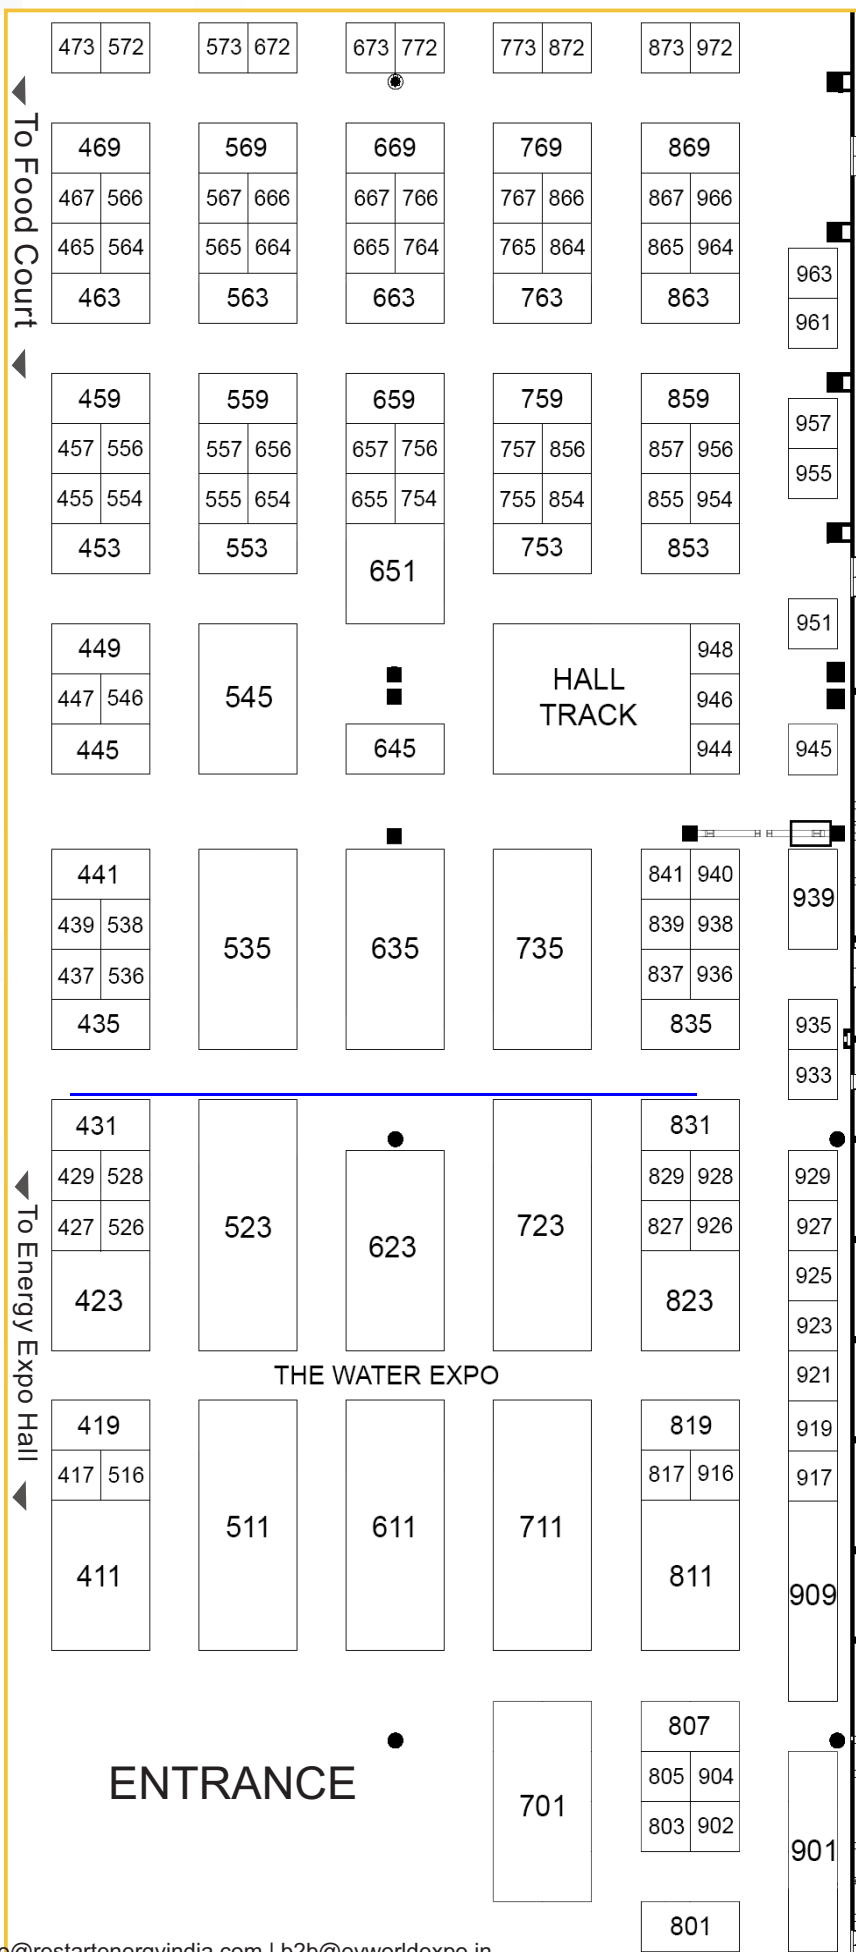 473 572 573 672 673 772 773 872 873 972
To Food Court
469 569 669 769 869
467 566 567 666 667 766 767 866 867 966
465 564 565 664 665 764 765 864 865 964
963
463 563 663 763 863
961
459 559 659 759 859
957
457 556 557 656 657 756 757 856 857 956
955
455 554 555 654 655 754 755 854 855 954
453 553 753 853
651
951
449 948
HALL
TRACK
447 546 545 946
445 645 944 945
441 841 940
939
439 538 839 938
535 635 735
437 536 837 936
435 835 935
933
431 831
429 528 829 928 929
427 526 523 723 827 926 927
623
925
423 823
923
To Energy Expo Hall
THE WATER EXPO 921
419 819 919
417 516 817 916 917
511 611 711
411 811
909
807
805 904
ENTRANCE
701
803 902
901
801
@restartenergyindia.com | b2b@evworldexpo.in